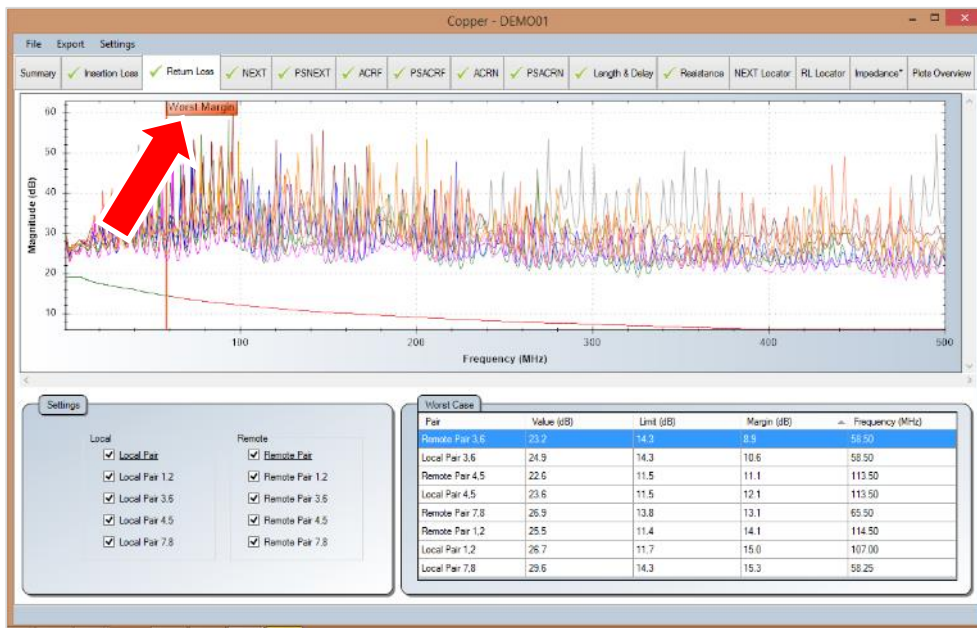 Copper - DEMO01
File Export Settings
Summary Insertion Loss Return Loss NEXT PSNEXT ACRF PSACRF ACRN PSACRN Length & Delay Resistance NEXT Locator RL Locator Impedance* Plots Overview
Worst Margin
60
50
40
30
20
10
Magnitude (dB)
100 200 300 400 500
Frequency (MHz)
Settings
Local Remote
Local Pair Remote Pair
Local Pair 1,2 Remote Pair 1,2
Local Pair 3,6 Remote Pair 3,6
Local Pair 4,5 Remote Pair 4,5
Local Pair 7,8 Remote Pair 7,8
Worst Case
Pair Value (dB) Limit (dB) Margin (dB) Frequency (MHz)
Remote Pair 3,6 23.2 14.3 8.9 58.50
Local Pair 3,6 24.9 14.3 10.6 58.50
Remote Pair 4,5 22.6 11.5 11.1 113.50
Local Pair 4,5 23.6 11.5 12.1 113.50
Remote Pair 7,8 26.9 13.8 13.1 65.50
Remote Pair 1,2 25.5 11.4 14.1 114.50
Local Pair 1,2 26.7 11.7 15.0 107.00
Local Pair 7,8 29.6 14.3 15.3 58.25